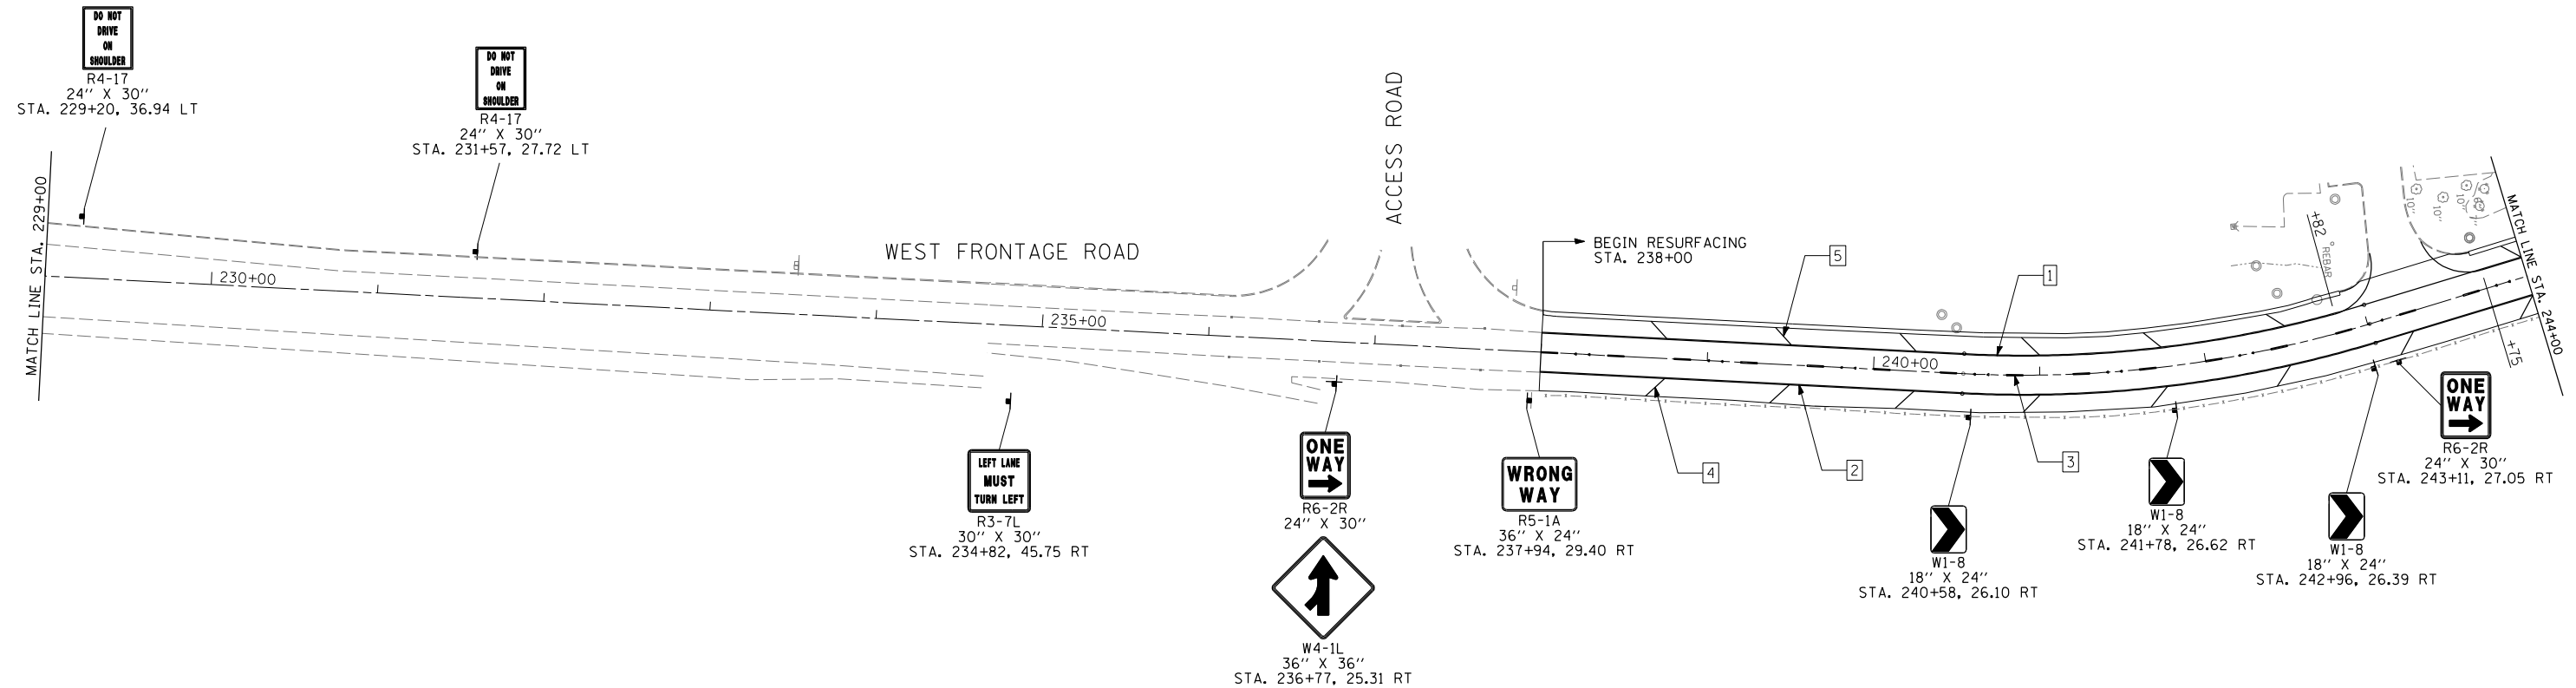 DO NOT
DRIVE
ON
SHOULDER
R4-17
24'' X 30''
STA. 229+20, 36.94 LT
DO NOT
DRIVE
ON
SHOULDER
R4-17
24'' X 30''
STA. 231+57, 27.72 LT
MATCH LINE STA. 229+00
230+00
WEST FRONTAGE ROAD
235+00
ACCESS ROAD
BEGIN RESURFACING
STA. 238+00
5
1
240+00
+82
REBAR
10''
10''
10''
7''
MATCH LINE STA. 244+00
+75
LEFT LANE
MUST
TURN LEFT
R3-7L
30'' X 30''
STA. 234+82, 45.75 RT
ONE
WAY
R6-2R
24'' X 30''
W4-1L
36'' X 36''
STA. 236+77, 25.31 RT
WRONG
WAY
R5-1A
36'' X 24''
STA. 237+94, 29.40 RT
4
2
3
W1-8
18'' X 24''
STA. 240+58, 26.10 RT
W1-8
18'' X 24''
STA. 241+78, 26.62 RT
W1-8
18'' X 24''
STA. 242+96, 26.39 RT
ONE
WAY
R6-2R
24'' X 30''
STA. 243+11, 27.05 RT